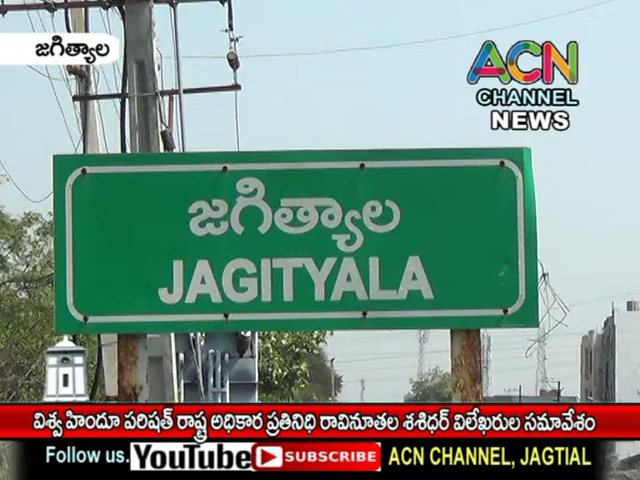 జగిత్యాల
ACN
CHANNEL
NEWS
జగిత్యాల
JAGITYALA
విశ్వ హిందూ పరిషత్ రాష్ట్ర అధికార ప్రతినిధి రావినూతల శశిధర్ విలేఖరుల సమావేశం
Follow us. YouTube SUBSCRIBE ACN CHANNEL, JAGTIAL